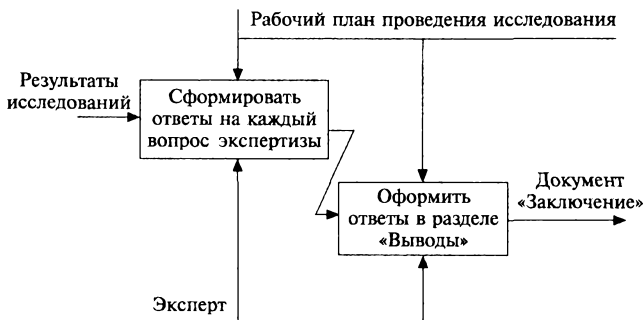 Рабочий план проведения исследования
Результаты
исследований
Сформировать
ответы на каждый
вопрос экспертизы
Оформить
ответы в разделе
«Выводы»
Документ
«Заключение»
Эксперт